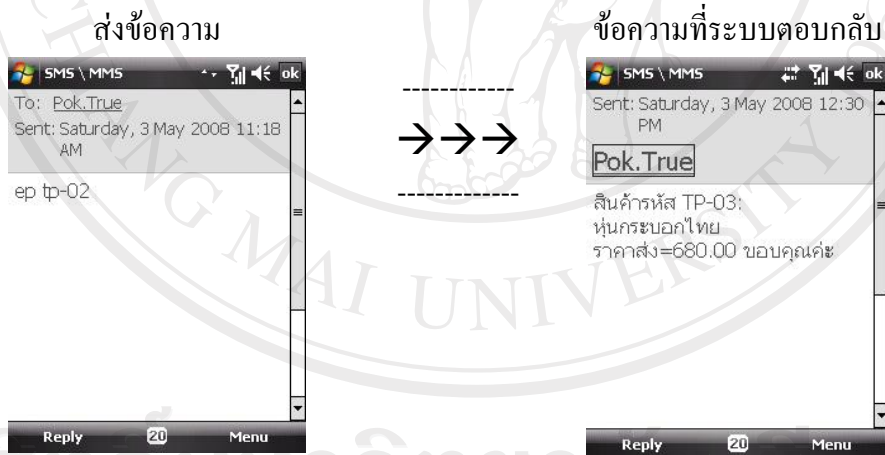 ส่งข้อความ
SMS \ MMS
ok
To: Pok.True
Sent: Saturday, 3 May 2008 11:18
AM
ep tp-02
Reply
20
Menu
------------
→→→
-------------
ข้อความที่ระบบตอบกลับ
SMS \ MMS
ok
Sent: Saturday, 3 May 2008 12:30
PM
Pok.True
สินค้ารหัส TP-03:
หุ่นกระบอกไทย
ราคาส่ง=680.00 ขอบคุณค่ะ
Reply
20
Menu
MAI UNIVERSITY